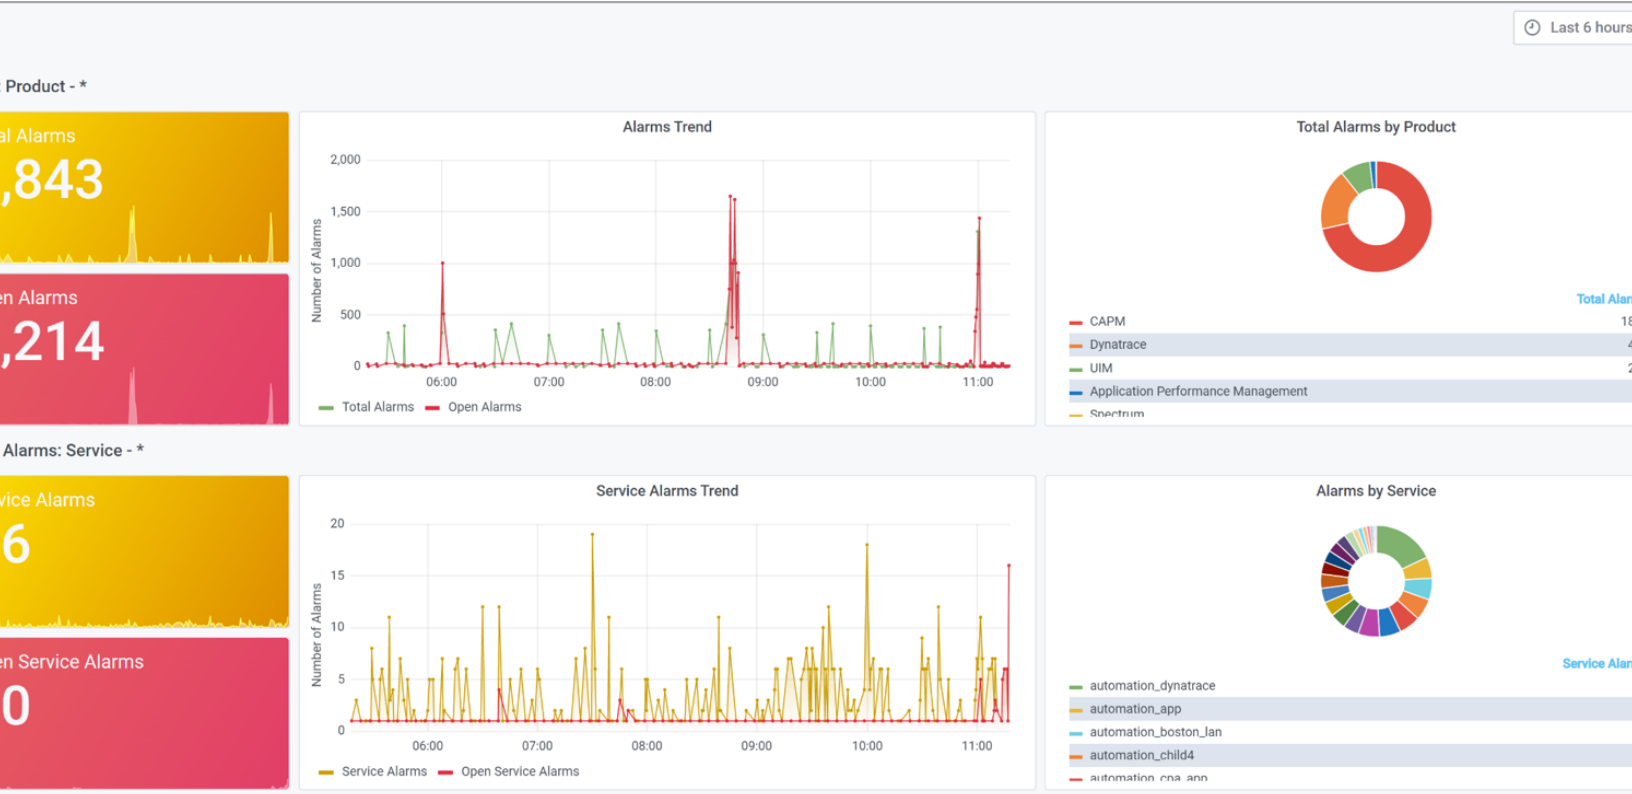 Last 6 hours
: Product - *
al Alarms
,843
en Alarms
,214
Alarms Trend
Number of Alarms
2,000
1,500
1,000
500
0
06:00 07:00 08:00 09:00 10:00 11:00
Total Alarms Open Alarms
Total Alarms by Product
Total Alar
CAPM 18
Dynatrace 4
UIM 2
Application Performance Management
Spectrum
Alarms: Service - *
vice Alarms
6
en Service Alarms
0
Service Alarms Trend
Number of Alarms
20
15
10
5
0
06:00 07:00 08:00 09:00 10:00 11:00
Service Alarms Open Service Alarms
Alarms by Service
Service Alar
automation_dynatrace
automation_app
automation_boston_lan
automation_child4
automation_cpa_app